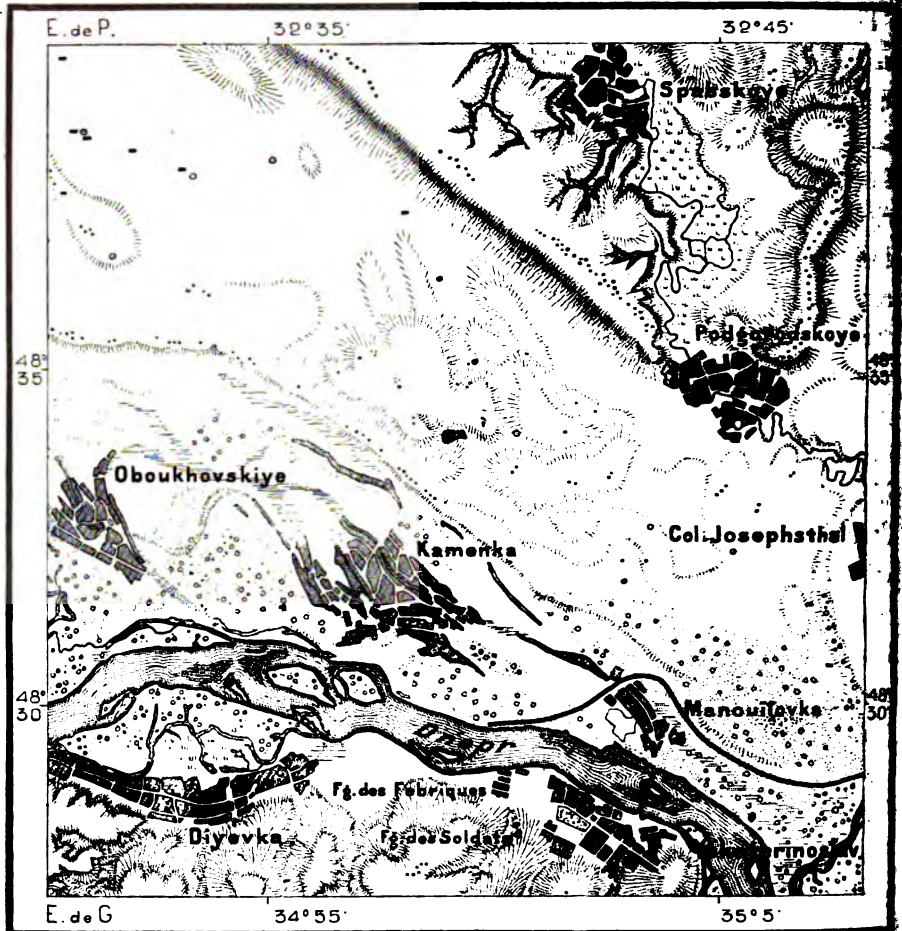 E. de P.
32°35'
32°45'
Spasskoye
Podgorodskoye
48°
35'
48°
35'
Oboukhovskiye
Col. Josephsthal
Kamenka
48°
30'
Manouilovka
48°
30'
Dnepr
Fg. des Fabriques
Fg. des Soldats
Diyevka
E. de G
34°55'
35°5'